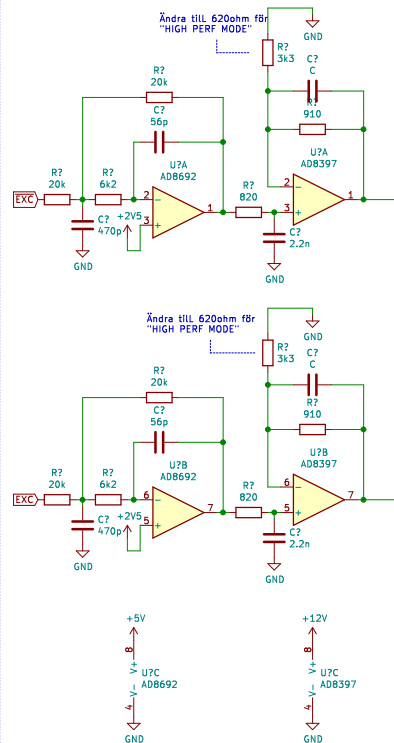 Ändra till 620ohm för
"HIGH PERF MODE"
GND
R?
3k3
C?
C
R?
910
R?
20k
C?
56p
EXC
R?
20k
R?
6k2
C?
470p
GND
+2V5
U?A
AD8692
2
3
1
R?
820
C?
2.2n
GND
U?A
AD8397
2
3
1
Ändra till 620ohm för
"HIGH PERF MODE"
GND
R?
3k3
C?
C
R?
910
R?
20k
C?
56p
EXC
R?
20k
R?
6k2
C?
470p
GND
+2V5
U?B
AD8692
6
5
7
R?
820
C?
2.2n
GND
U?B
AD8397
6
5
7
+5V
8
V+
U?C
AD8692
V-
4
GND
+12V
8
V+
U?C
AD8397
V-
4
GND